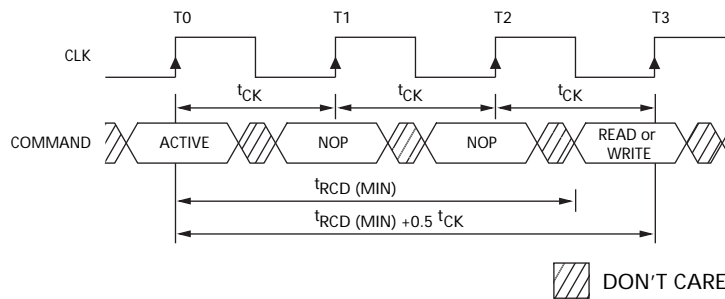 T0 T1 T2 T3
CLK
tCK tCK tCK
COMMAND ACTIVE NOP NOP READ or
WRITE
tRCD (MIN)
tRCD (MIN) +0.5 tCK
DON'T CARE